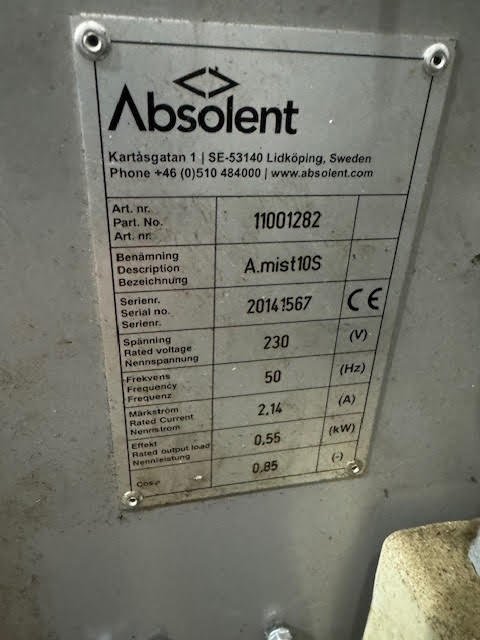 Absolent
Kartåsgatan 1 | SE-53140 Lidköping, Sweden
Phone +46 (0)510 484000 | www.absolent.com
Art. nr.
Part. No.
Art. nr.
11001282
Benämning
Description
Bezeichnung
A.mist10S
Serienr.
Serial no.
Serienr.
20141567
CE
Spänning
Rated voltage
Nennspannung
230
(V)
Frekvens
Frequency
Frequenz
50
(Hz)
Märkström
Rated Current
Nennstrom
2,14
(A)
Effekt
Rated output load
Nennleistung
0,55
(kW)
Cosφ
0,85
(-)